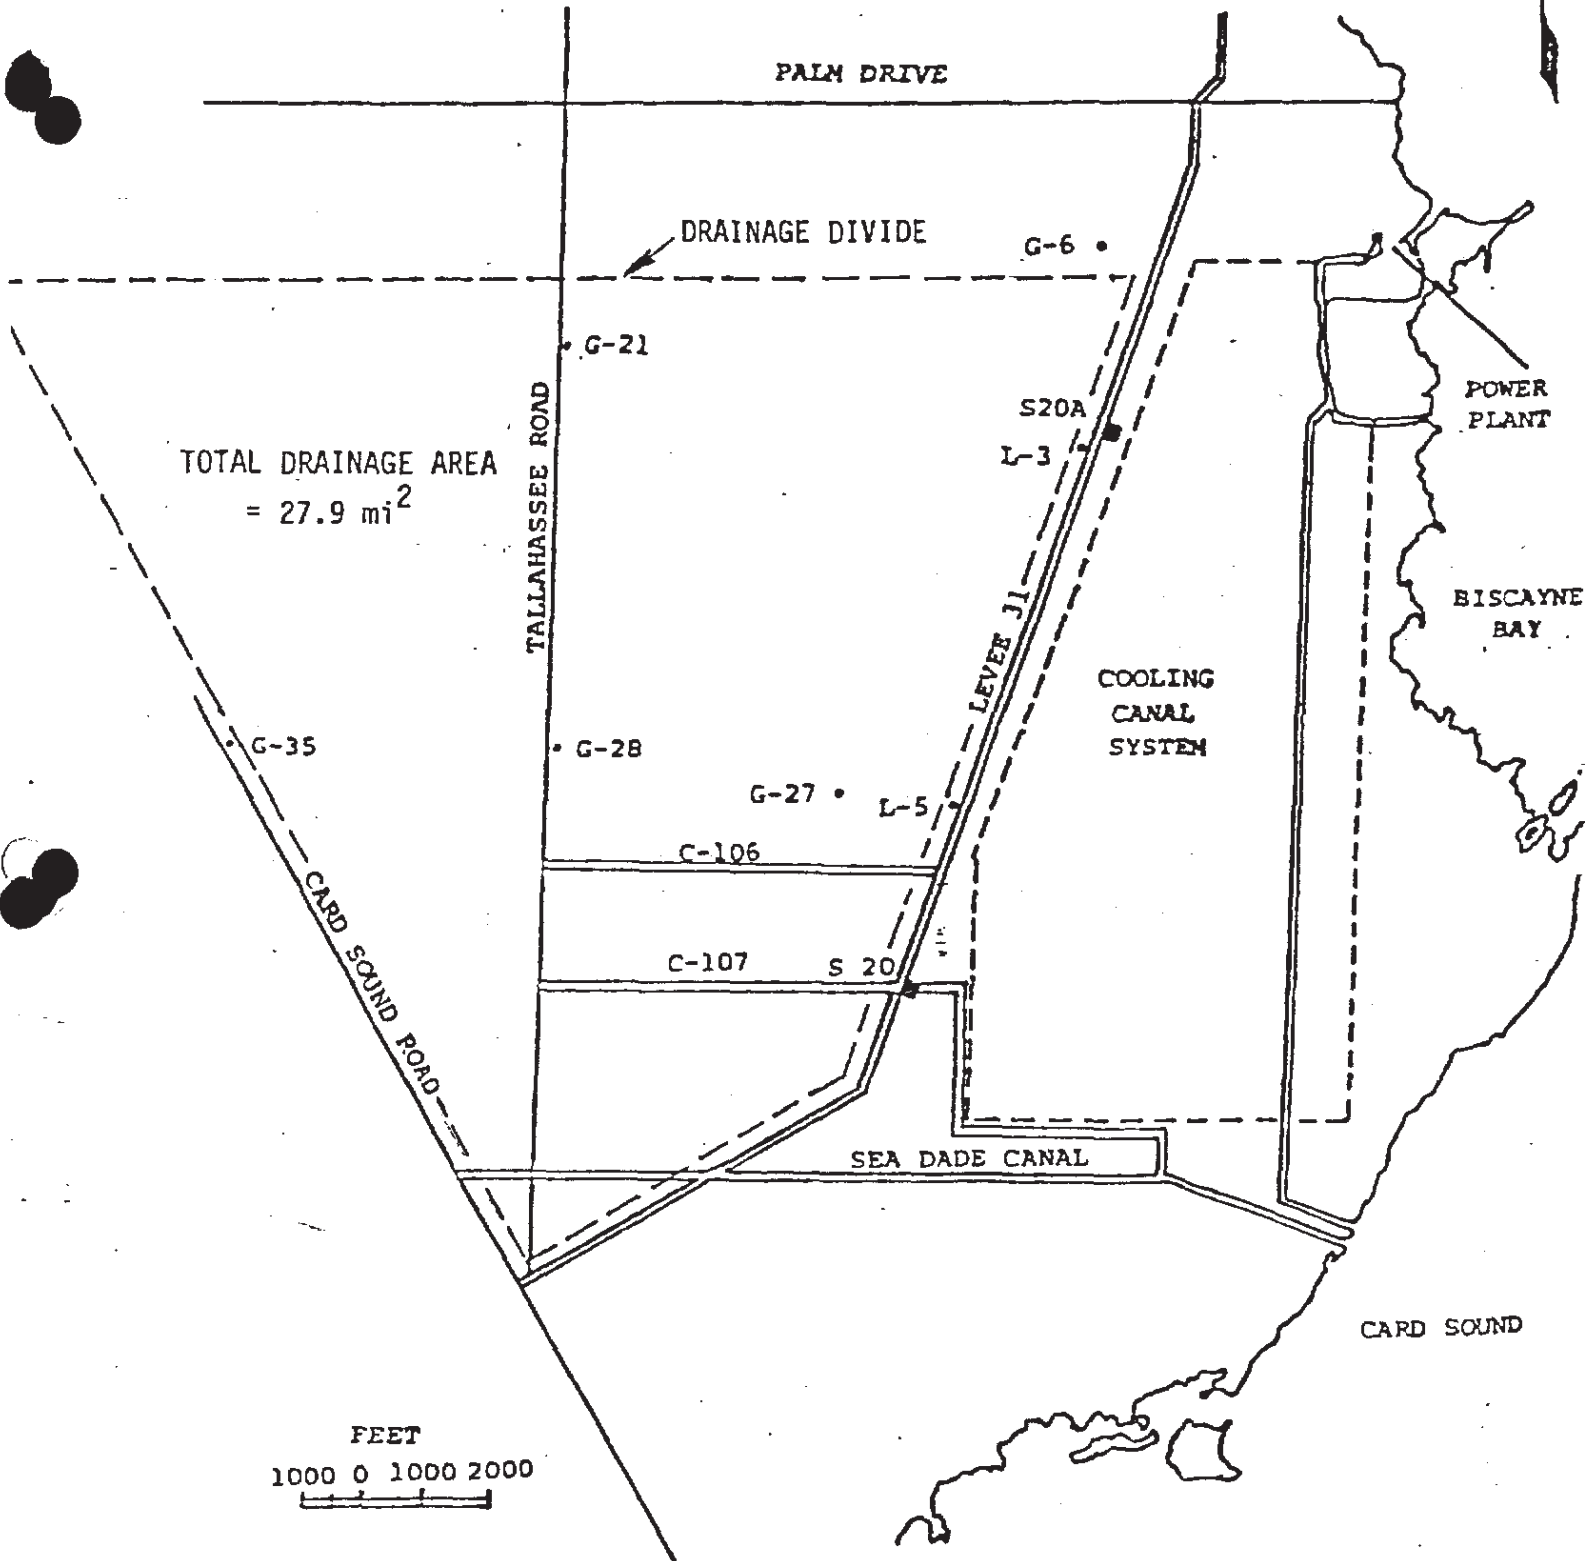 PALM DRIVE
DRAINAGE DIVIDE
G-6
G-21
S20A
L-3
POWER
PLANT
TOTAL DRAINAGE AREA
= 27.9 mi2
TALLAHASSEE ROAD
BISCAYNE
BAY
LEVEE 31
COOLING
CANAL
SYSTEM
G-35
G-28
G-27
L-5
C-106
CARD SOUND ROAD
C-107
S 20
SEA DADE CANAL
CARD SOUND
FEET
1000 0 1000 2000